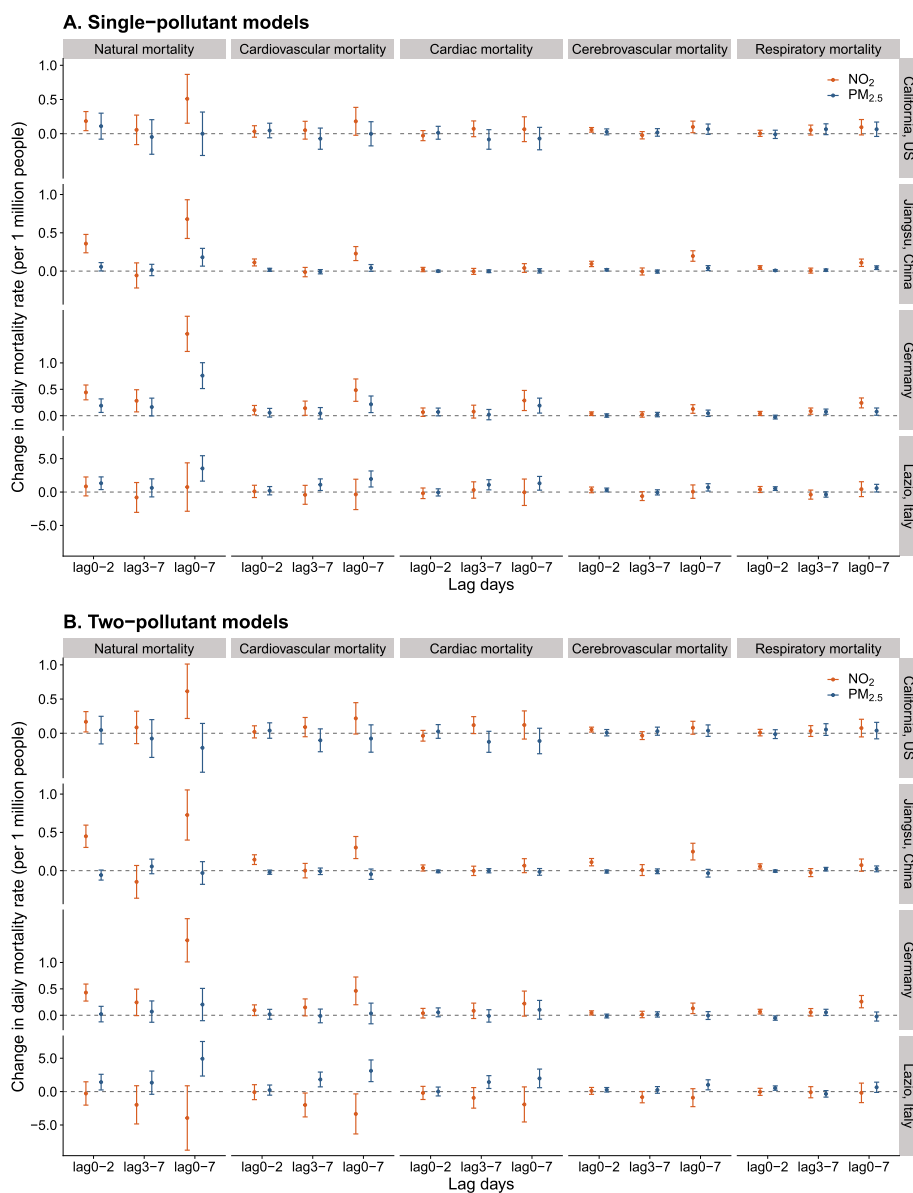 A. Single−pollutant models
Natural mortality Cardiovascular mortality Cardiac mortality Cerebrovascular mortality Respiratory mortality
Change in daily mortality rate (per 1 million people)
1.0
0.5
0.0
NO2
PM2.5
California, US
1.0
0.5
0.0
Jiangsu, China
1.0
0.5
0.0
Germany
5.0
0.0
−5.0
Lazio, Italy
lag0−2 lag3−7 lag0−7 lag0−2 lag3−7 lag0−7 lag0−2 lag3−7 lag0−7 lag0−2 lag3−7 lag0−7 lag0−2 lag3−7 lag0−7
Lag days
B. Two−pollutant models
Natural mortality Cardiovascular mortality Cardiac mortality Cerebrovascular mortality Respiratory mortality
Change in daily mortality rate (per 1 million people)
1.0
0.5
0.0
NO2
PM2.5
California, US
1.0
0.5
0.0
Jiangsu, China
1.0
0.5
0.0
Germany
5.0
0.0
−5.0
Lazio, Italy
lag0−2 lag3−7 lag0−7 lag0−2 lag3−7 lag0−7 lag0−2 lag3−7 lag0−7 lag0−2 lag3−7 lag0−7 lag0−2 lag3−7 lag0−7
Lag days